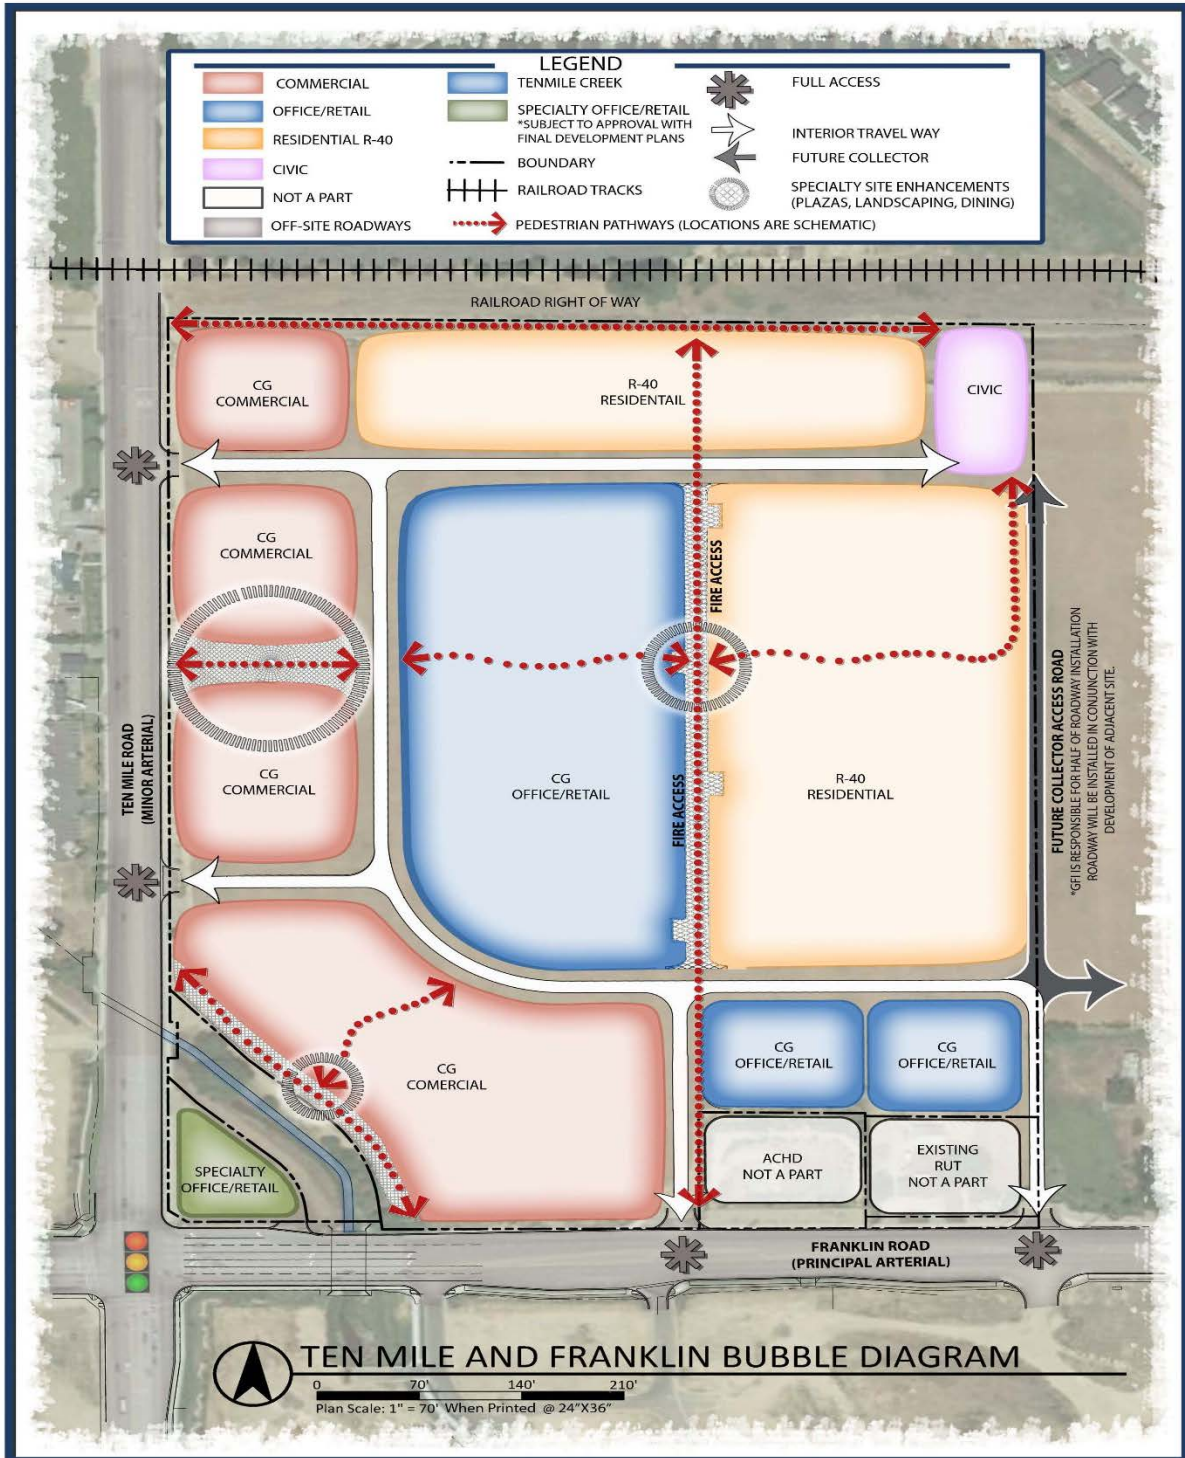 LEGEND
COMMERCIAL
OFFICE/RETAIL
RESIDENTIAL R-40
CIVIC
NOT A PART
OFF-SITE ROADWAYS
TENMILE CREEK
SPECIALTY OFFICE/RETAIL
*SUBJECT TO APPROVAL WITH
FINAL DEVELOPMENT PLANS
BOUNDARY
RAILROAD TRACKS
PEDESTRIAN PATHWAYS (LOCATIONS ARE SCHEMATIC)
FULL ACCESS
INTERIOR TRAVEL WAY
FUTURE COLLECTOR
SPECIALTY SITE ENHANCEMENTS
(PLAZAS, LANDSCAPING, DINING)
RAILROAD RIGHT OF WAY
CG
COMMERCIAL
R-40
RESIDENTAIL
CIVIC
CG
COMMERCIAL
FIRE ACCESS
CG
COMMERCIAL
CG
OFFICE/RETAIL
FIRE ACCESS
R-40
RESIDENTIAL
TEN MILE ROAD
(MINOR ARTERIAL)
FUTURE COLLECTOR ACCESS ROAD
*GFI IS RESPONSIBLE FOR HALF OF ROADWAY INSTALLATION
ROADWAY WILL BE INSTALLED IN CONJUNCTION WITH
DEVELOPMENT OF ADJACENT SITE.
CG
COMERCIAL
CG
OFFICE/RETAIL
CG
OFFICE/RETAIL
SPECIALTY
OFFICE/RETAIL
ACHD
NOT A PART
EXISTING
RUT
NOT A PART
FRANKLIN ROAD
(PRINCIPAL ARTERIAL)
TEN MILE AND FRANKLIN BUBBLE DIAGRAM
0 70' 140' 210'
Plan Scale: 1" = 70' When Printed @ 24"X36"